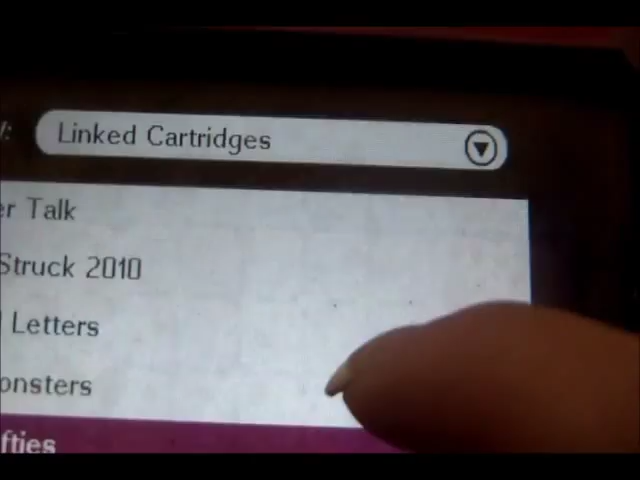 Linked Cartridges
er Talk
Struck 2010
Letters
onsters
fties